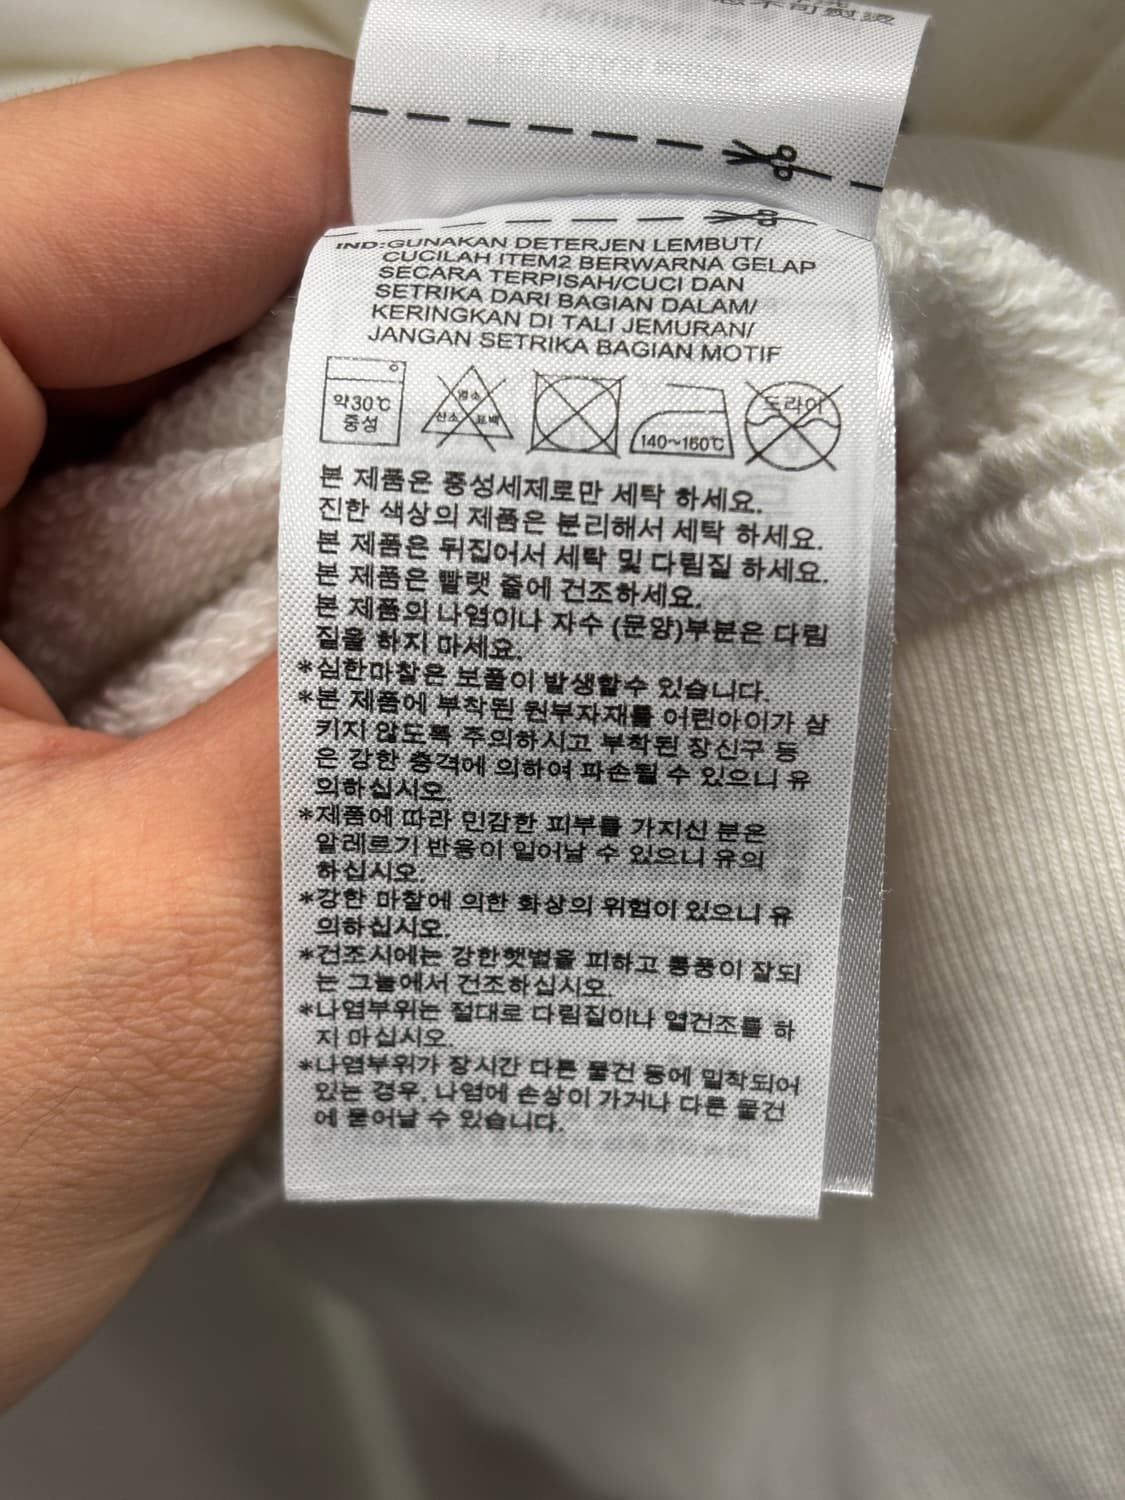 IND:GUNAKAN DETERJEN LEMBUT/
CUCILAH ITEM2 BERWARNA GELAP
SECARA TERPISAH/CUCI DAN
SETRIKA DARI BAGIAN DALAM/
KERINGKAN DI TALI JEMURAN/
JANGAN SETRIKA BAGIAN MOTIF
약30℃
중성
염소
산소 표백
140~160℃
드라이
본 제품은 중성세제로만 세탁 하세요.
진한 색상의 제품은 분리해서 세탁 하세요.
본 제품은 뒤집어서 세탁 및 다림질 하세요.
본 제품은 빨랫 줄에 건조하세요.
본 제품의 나염이나 자수 (문양)부분은 다림
질을 하지 마세요.
*심한마찰은 보풀이 발생할수 있습니다.
*본 제품에 부착된 원부자재를 어린아이가 삼
키지 않도록 주의하시고 부착된 장신구 등
은 강한 충격에 의하여 파손될 수 있으니 유
의하십시오.
*제품에 따라 민감한 피부를 가지신 분은
알레르기 반응이 일어날 수 있으니 유의
하십시오.
*강한 마찰에 의한 화상의 위험이 있으니 유
의하십시오.
*건조시에는 강한햇볕을 피하고 통풍이 잘되
는 그늘에서 건조하십시오.
*나염부위는 절대로 다림질이나 열건조를 하
지 마십시오.
*나염부위가 장시간 다른 물건 등에 밀착되어
있는 경우, 나염에 손상이 가거나 다른 물건
에 묻어날 수 있습니다.